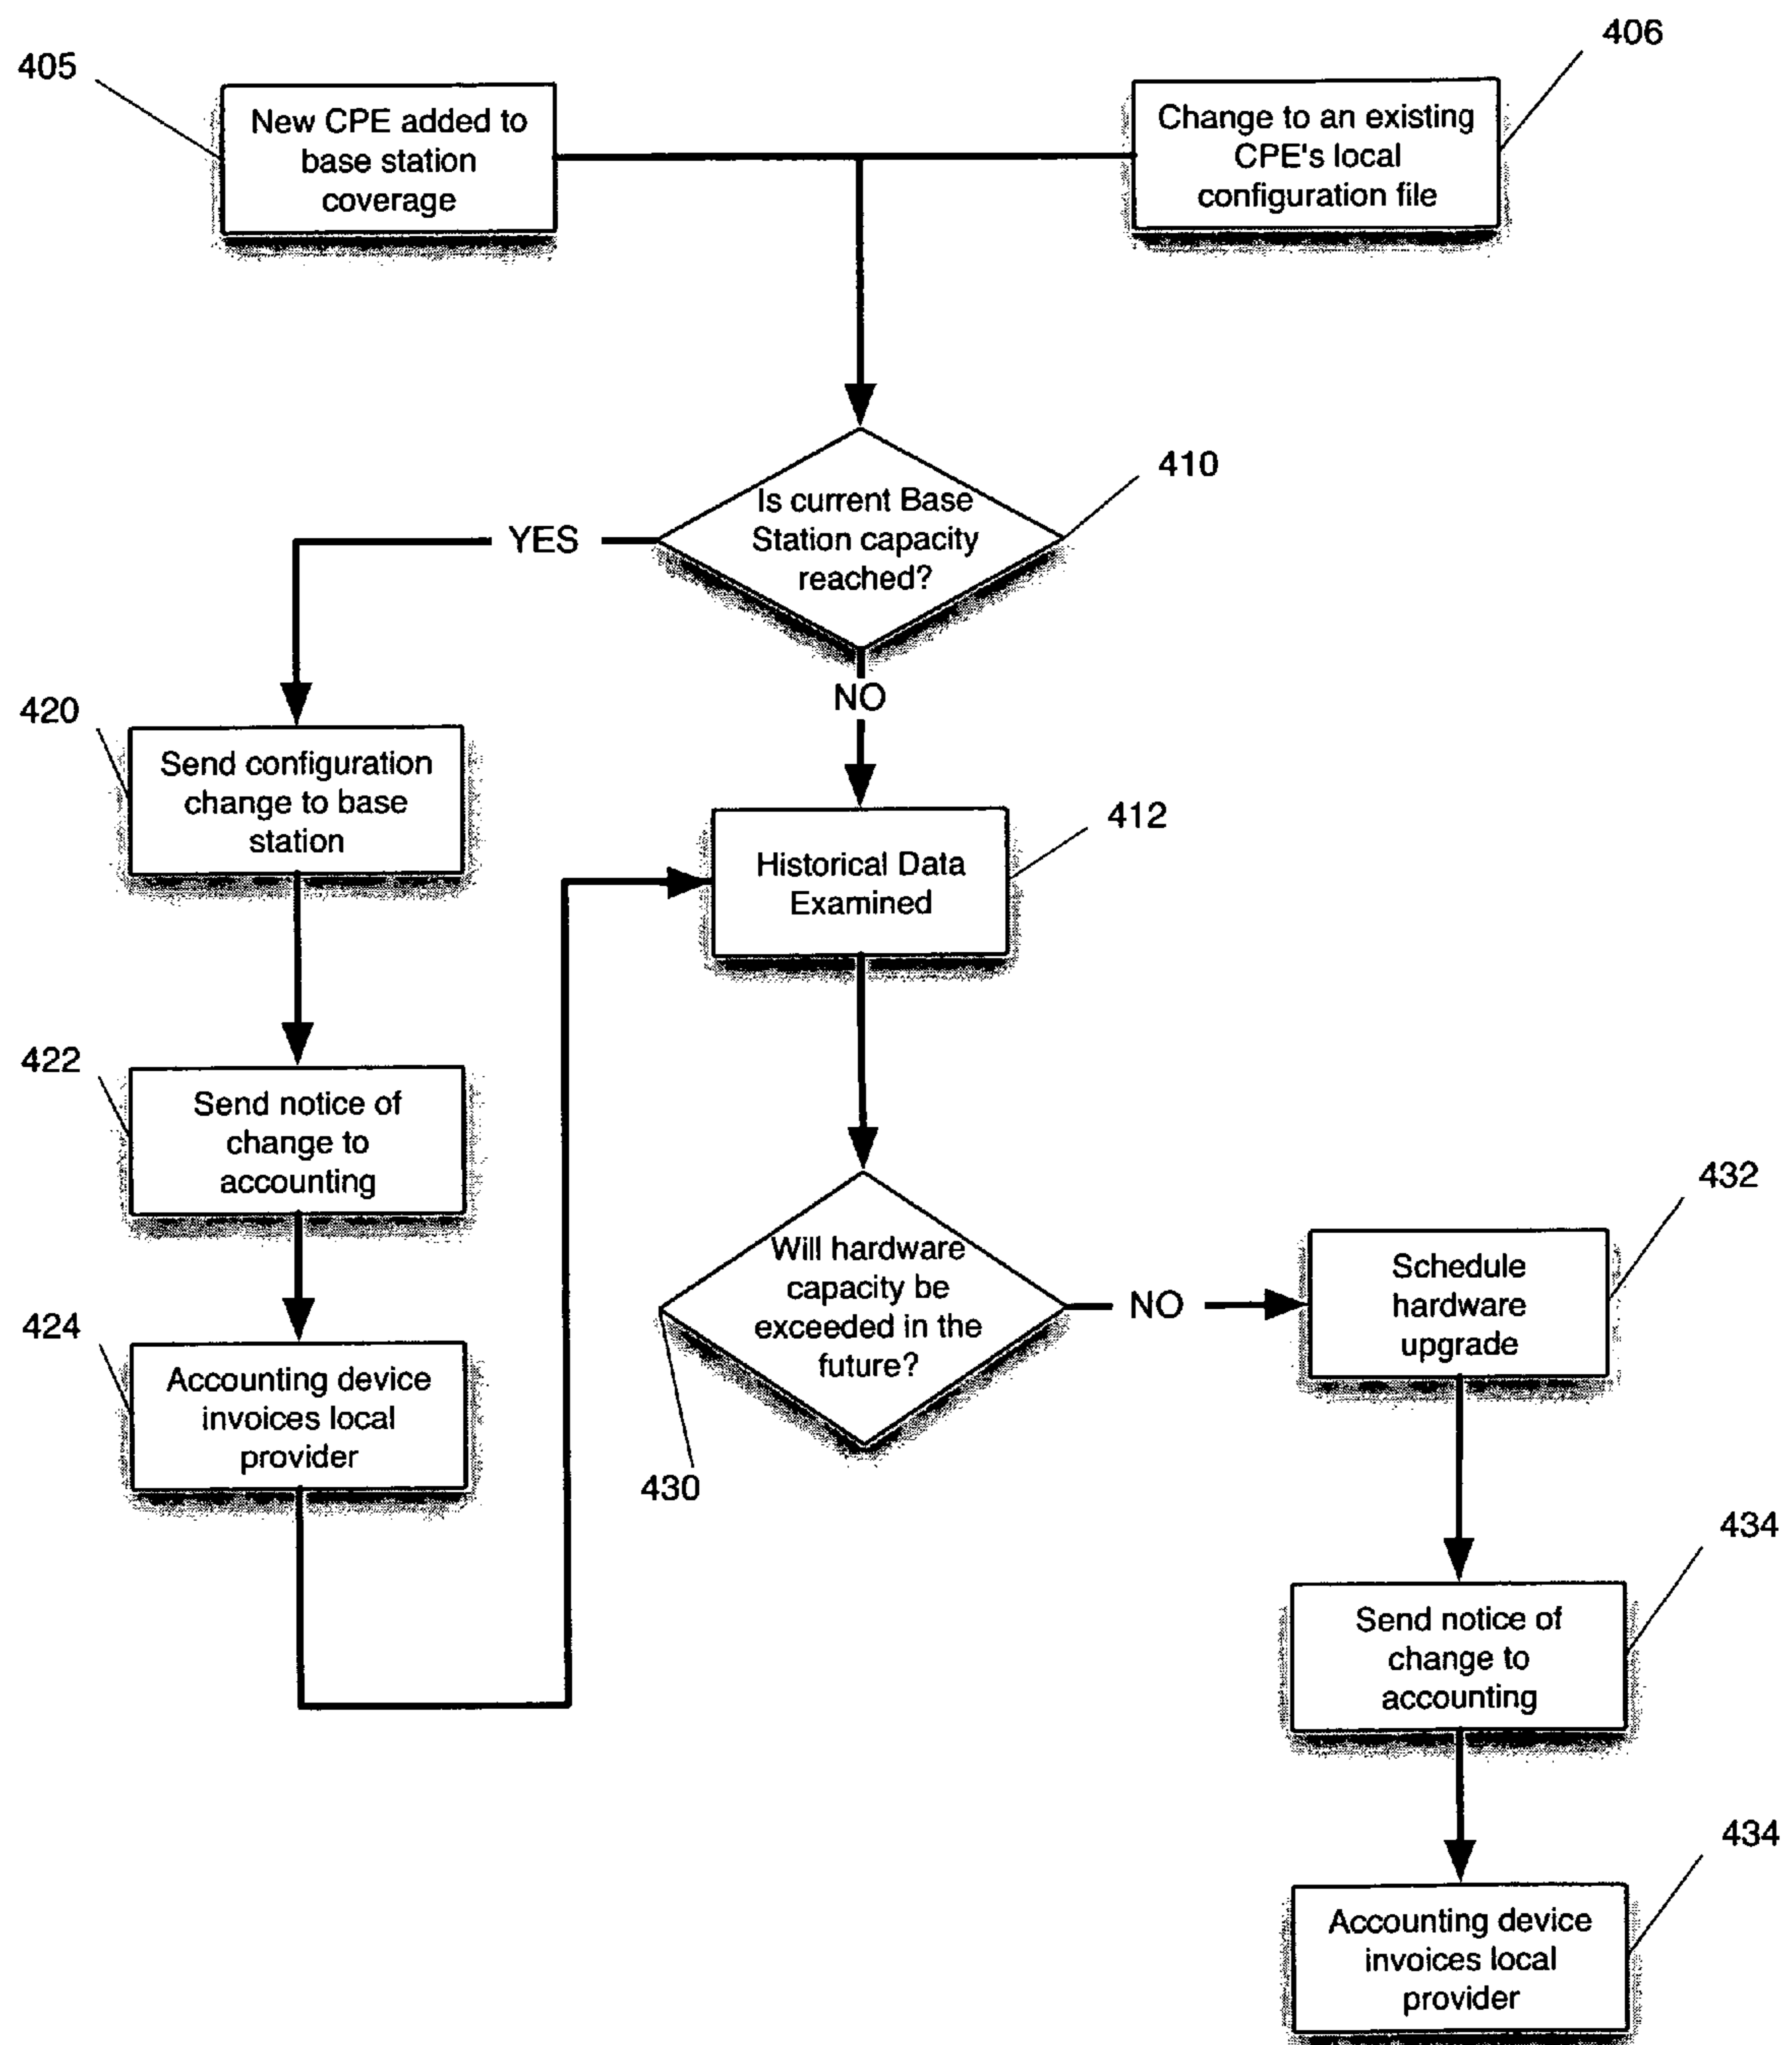 405
406
New CPE added to
base station
coverage
Change to an existing
CPE's local
configuration file
410
Is current Base
Station capacity
reached?
YES
NO
420
Send configuration
change to base
station
412
Historical Data
Examined
422
Send notice of
change to
accounting
432
Will hardware
capacity be
exceeded in the
future?
NO
Schedule
hardware
upgrade
424
Accounting device
invoices local
provider
430
434
Send notice of
change to
accounting
434
Accounting device
invoices local
provider